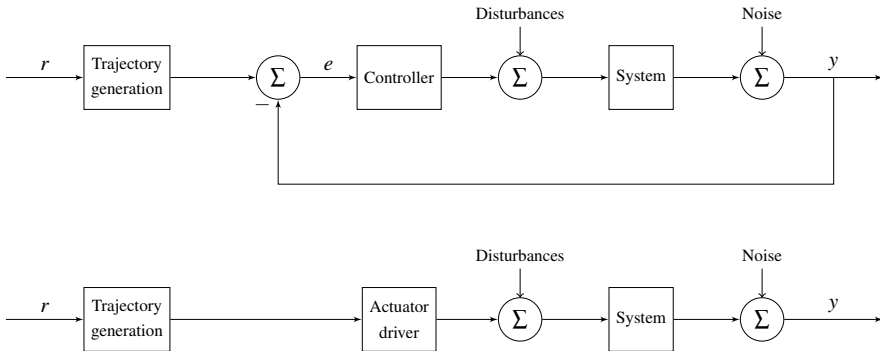 Disturbances
Noise
r
Trajectory
generation
Σ
e
Controller
Σ
System
Σ
y
−
Disturbances
Noise
r
Trajectory
generation
Actuator
driver
Σ
System
Σ
y